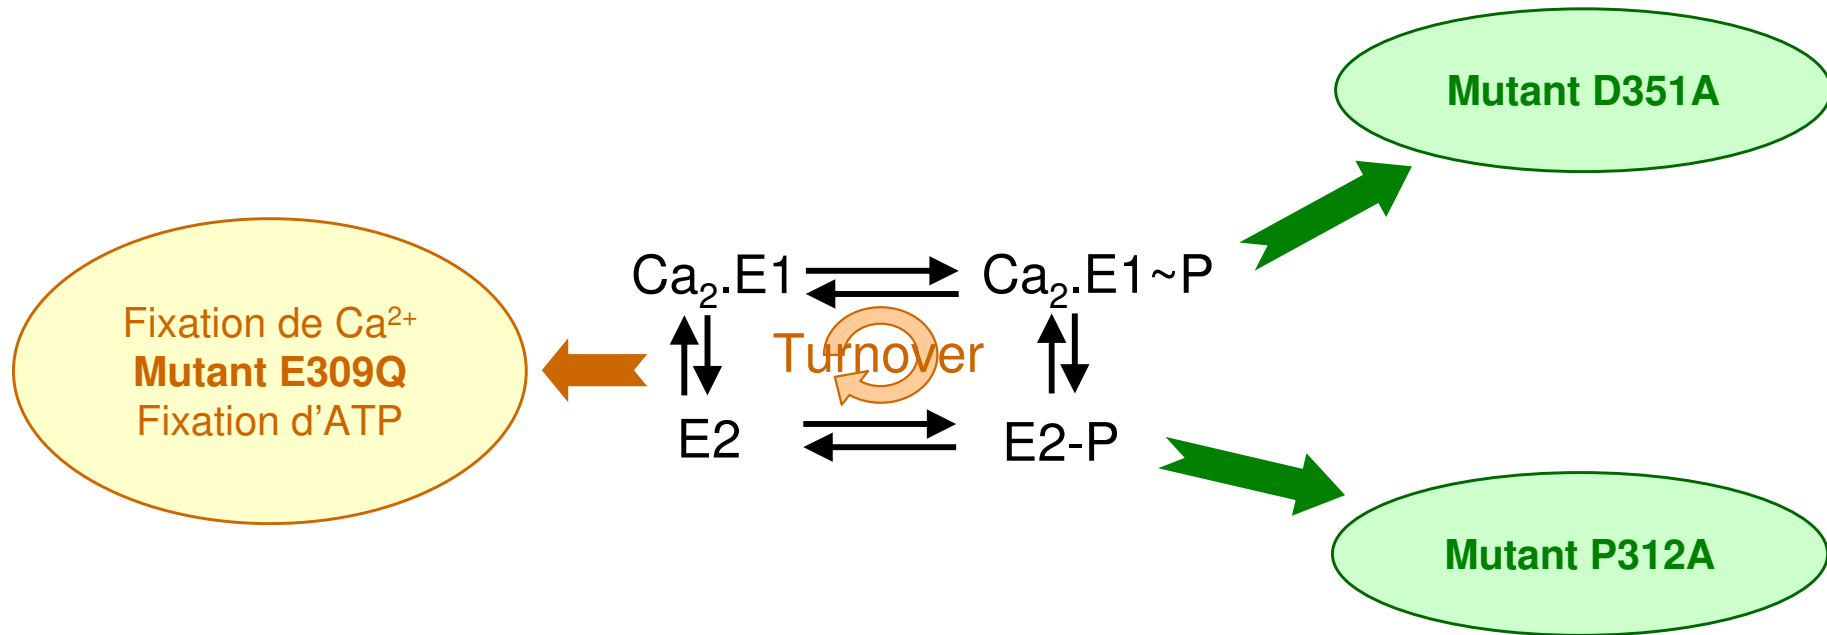 Mutant D351A
Ca₂.E1
Ca₂.E1~P
Fixation de Ca²⁺
Mutant E309Q
Fixation d'ATP
Turnover
E2
E2-P
Mutant P312A